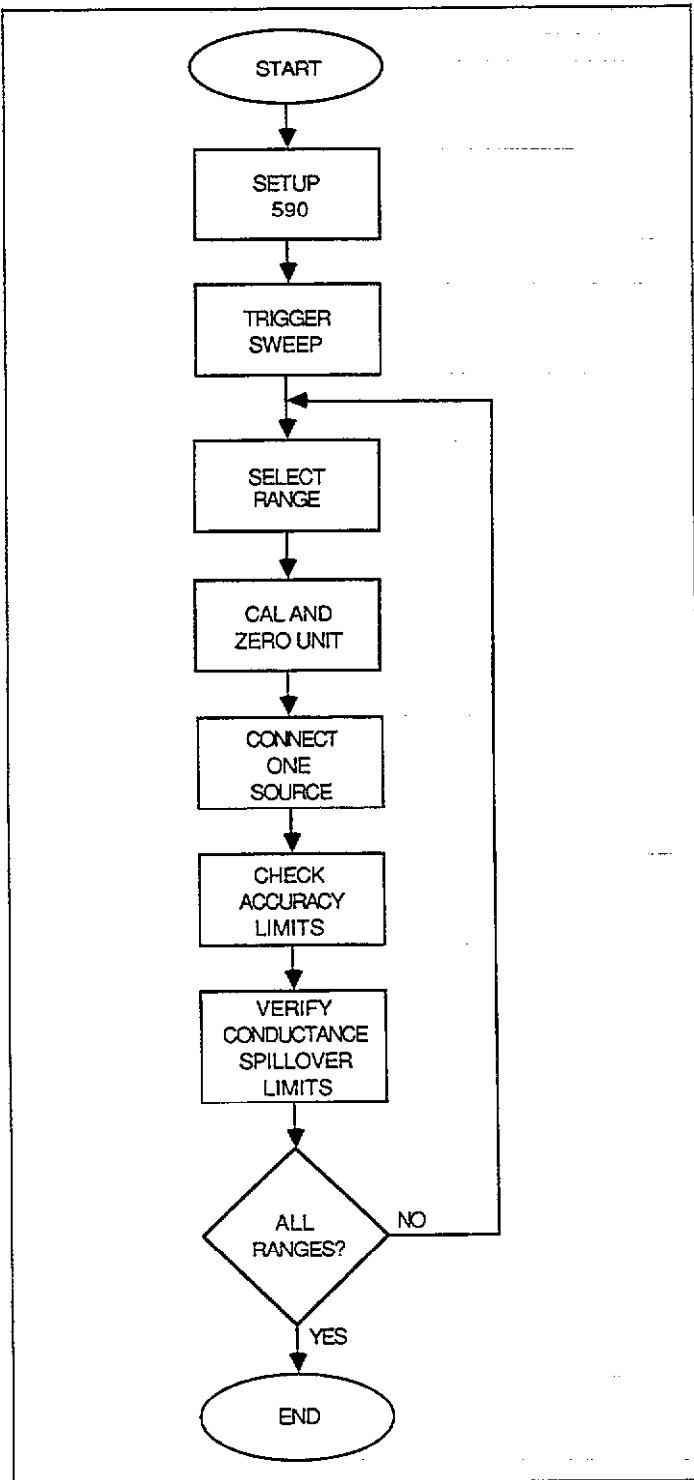 START
SETUP
590
TRIGGER
SWEEP
SELECT
RANGE
CAL AND
ZERO UNIT
CONNECT
ONE
SOURCE
CHECK
ACCURACY
LIMITS
VERIFY
CONDUCTANCE
SPILLOVER
LIMITS
ALL
RANGES?
NO
YES
END